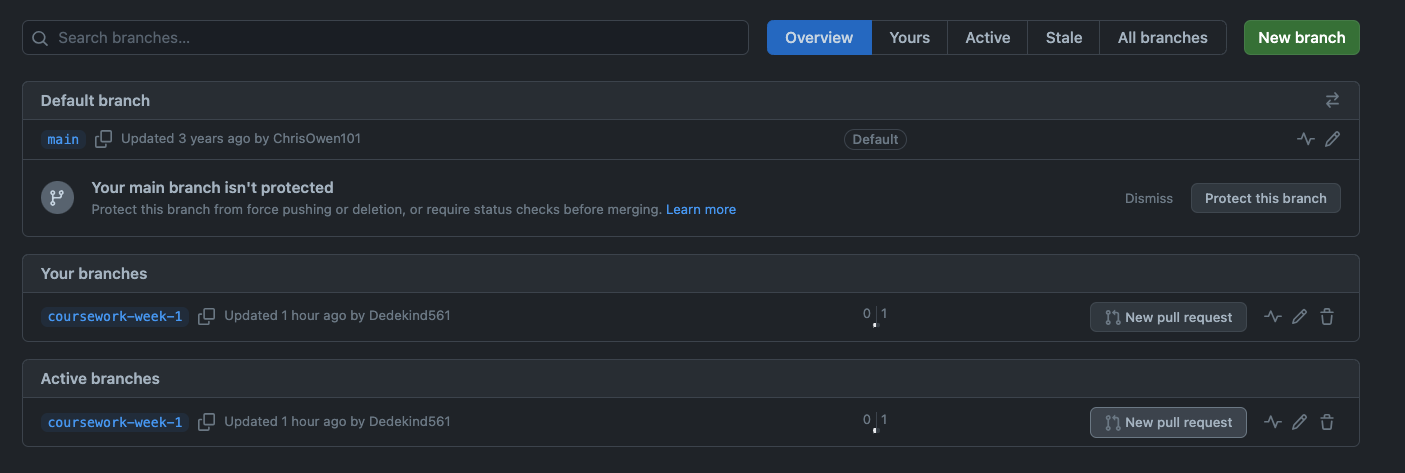 Search branches...
Overview Yours Active Stale All branches New branch
Default branch
main Updated 3 years ago by ChrisOwen101 Default
Your main branch isn't protected
Protect this branch from force pushing or deletion, or require status checks before merging. Learn more Dismiss Protect this branch
Your branches
coursework-week-1 Updated 1 hour ago by Dedekind561 0 1 New pull request
Active branches
coursework-week-1 Updated 1 hour ago by Dedekind561 0 1 New pull request